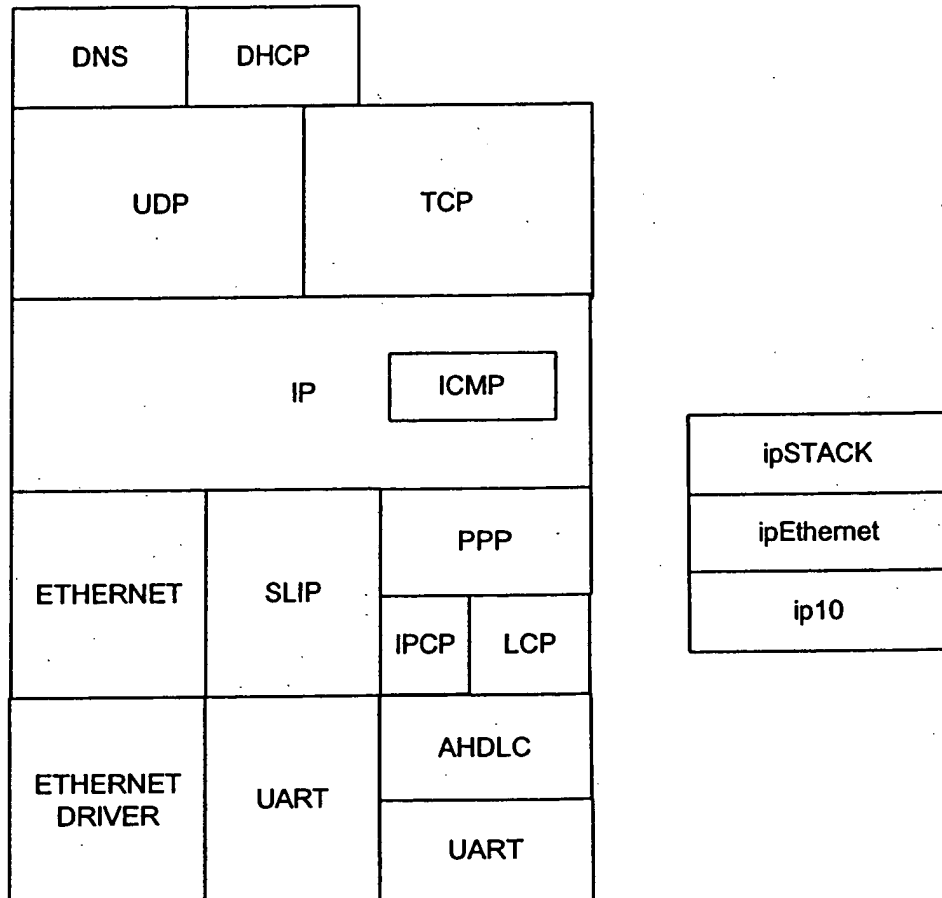 DNS
DHCP
UDP
TCP
IP
ICMP
ipSTACK
ipEthernet
ip10
ETHERNET
SLIP
PPP
IPCP
LCP
ETHERNET
DRIVER
UART
AHDLC
UART